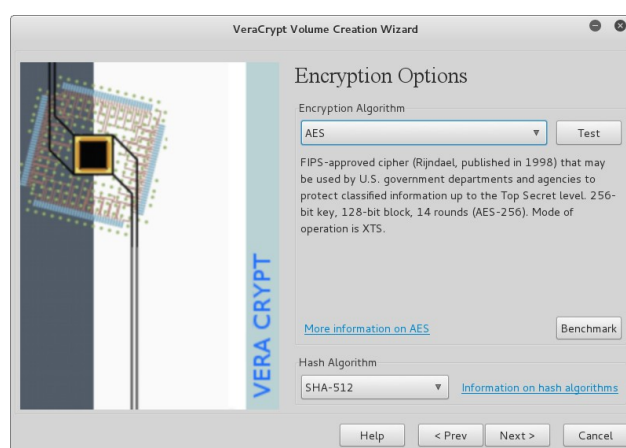 VeraCrypt Volume Creation Wizard
VERA CRYPT
Encryption Options
Encryption Algorithm
AES
Test
FIPS-approved cipher (Rijndael, published in 1998) that may
be used by U.S. government departments and agencies to
protect classified information up to the Top Secret level. 256-
bit key, 128-bit block, 14 rounds (AES-256). Mode of
operation is XTS.
More information on AES
Benchmark
Hash Algorithm
SHA-512
Information on hash algorithms
Help
< Prev
Next >
Cancel